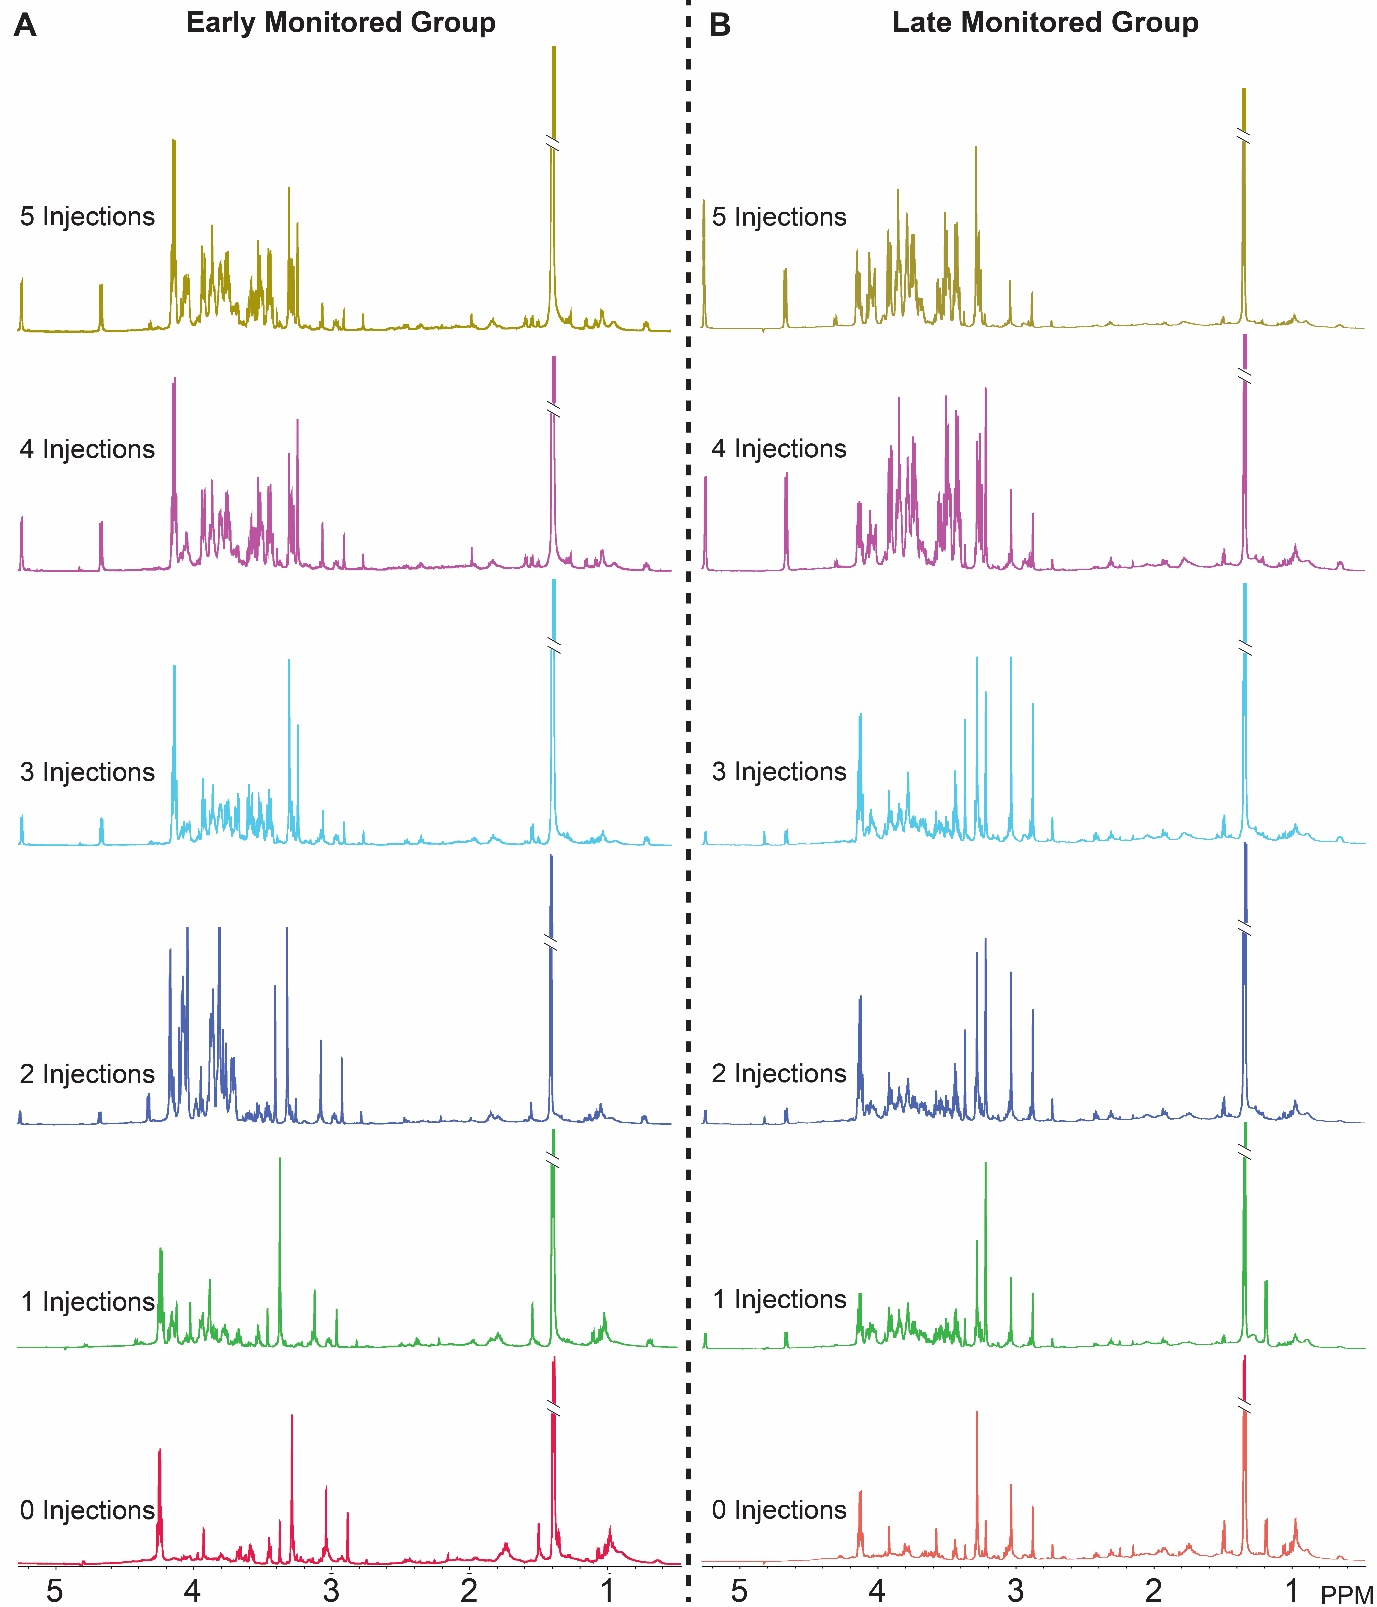 A Early Monitored Group
B Late Monitored Group
5 Injections
5 Injections
4 Injections
4 Injections
3 Injections
3 Injections
2 Injections
2 Injections
1 Injections
1 Injections
0 Injections
0 Injections
5 4 3 2 1
5 4 3 2 1 PPM